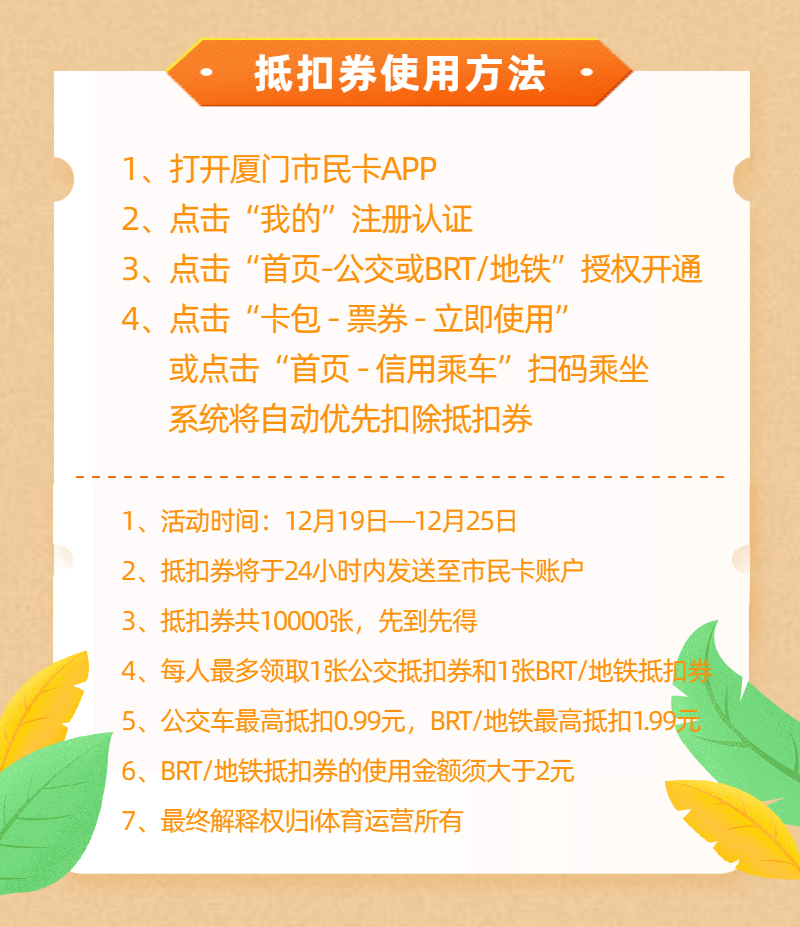 抵扣券使用方法
1、打开厦门市民卡APP
2、点击“我的”注册认证
3、点击“首页-公交或BRT/地铁”授权开通
4、点击“卡包 - 票券 - 立即使用”
或点击“首页 - 信用乘车”扫码乘坐
系统将自动优先扣除抵扣券
1、活动时间：12月19日—12月25日
2、抵扣券将于24小时内发送至市民卡账户
3、抵扣券共10000张，先到先得
4、每人最多领取1张公交抵扣券和1张BRT/地铁抵扣券
5、公交车最高抵扣0.99元，BRT/地铁最高抵扣1.99元
6、BRT/地铁抵扣券的使用金额须大于2元
7、最终解释权归i体育运营所有